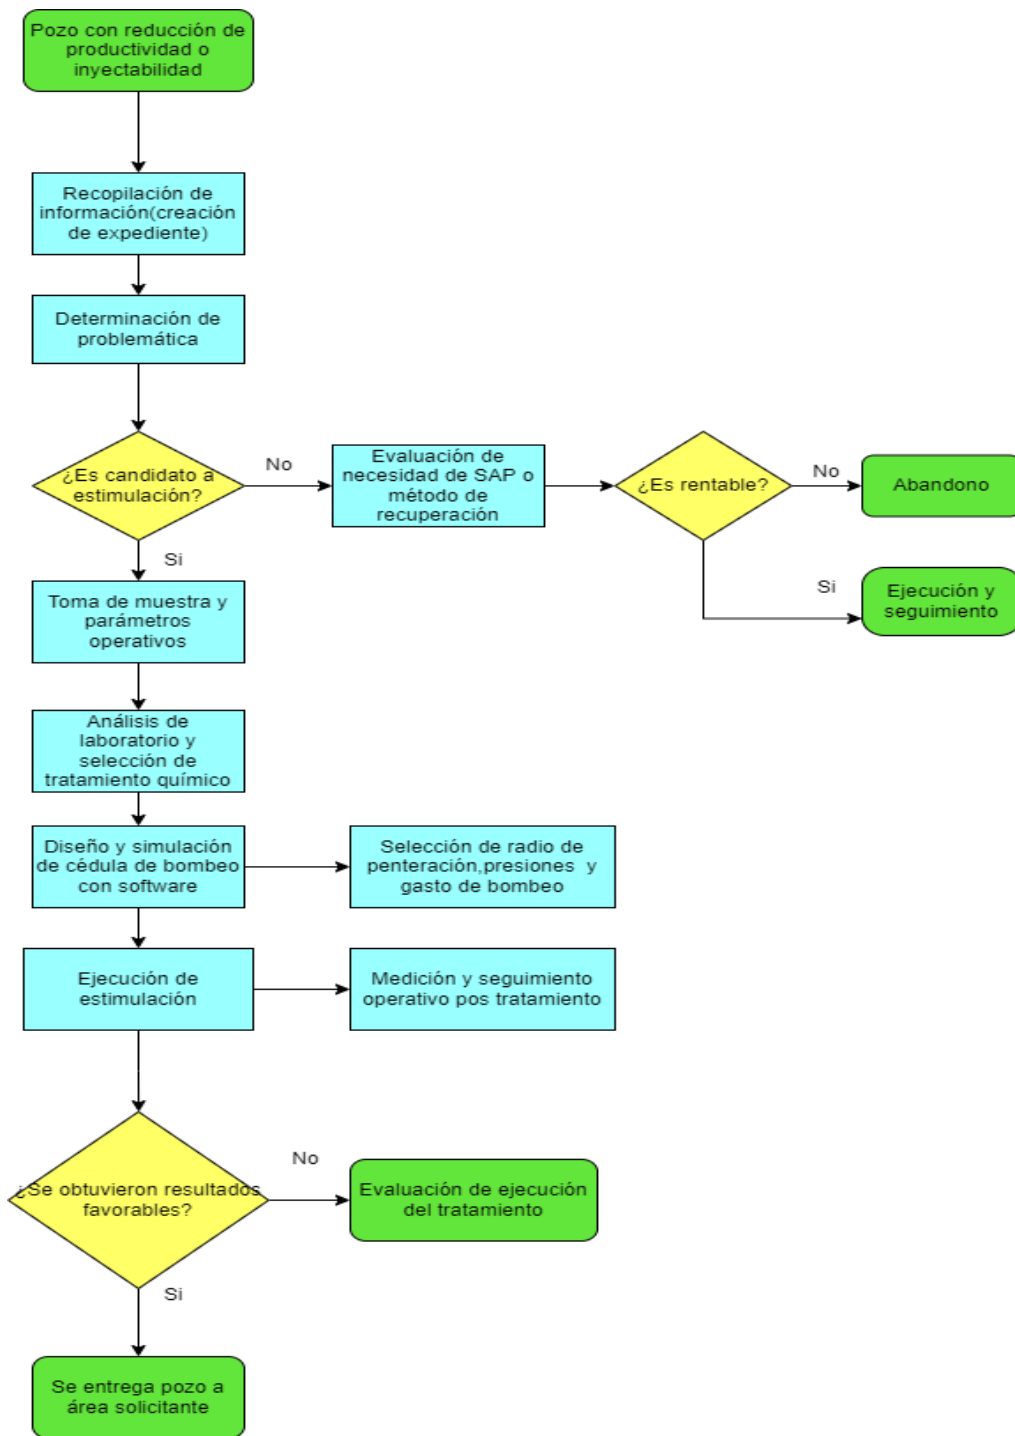 Pozo con reducción de
productividad o
inyectabilidad
Recopilación de
información(creación
de expediente)
Determinación de
problemática
¿Es candidato a
estimulación?
No
Evaluación de
necesidad de SAP o
método de
recuperación
¿Es rentable?
No
Abandono
Si
Ejecución y
seguimiento
Si
Toma de muestra y
parámetros
operativos
Análisis de
laboratorio y
selección de
tratamiento químico
Diseño y simulación
de cédula de bombeo
con software
Selección de radio de
penteración,presiones y
gasto de bombeo
Ejecución de
estimulación
Medición y seguimiento
operativo pos tratamiento
¿Se obtuvieron resultados
favorables?
No
Evaluación de ejecución
del tratamiento
Si
Se entrega pozo a
área solicitante